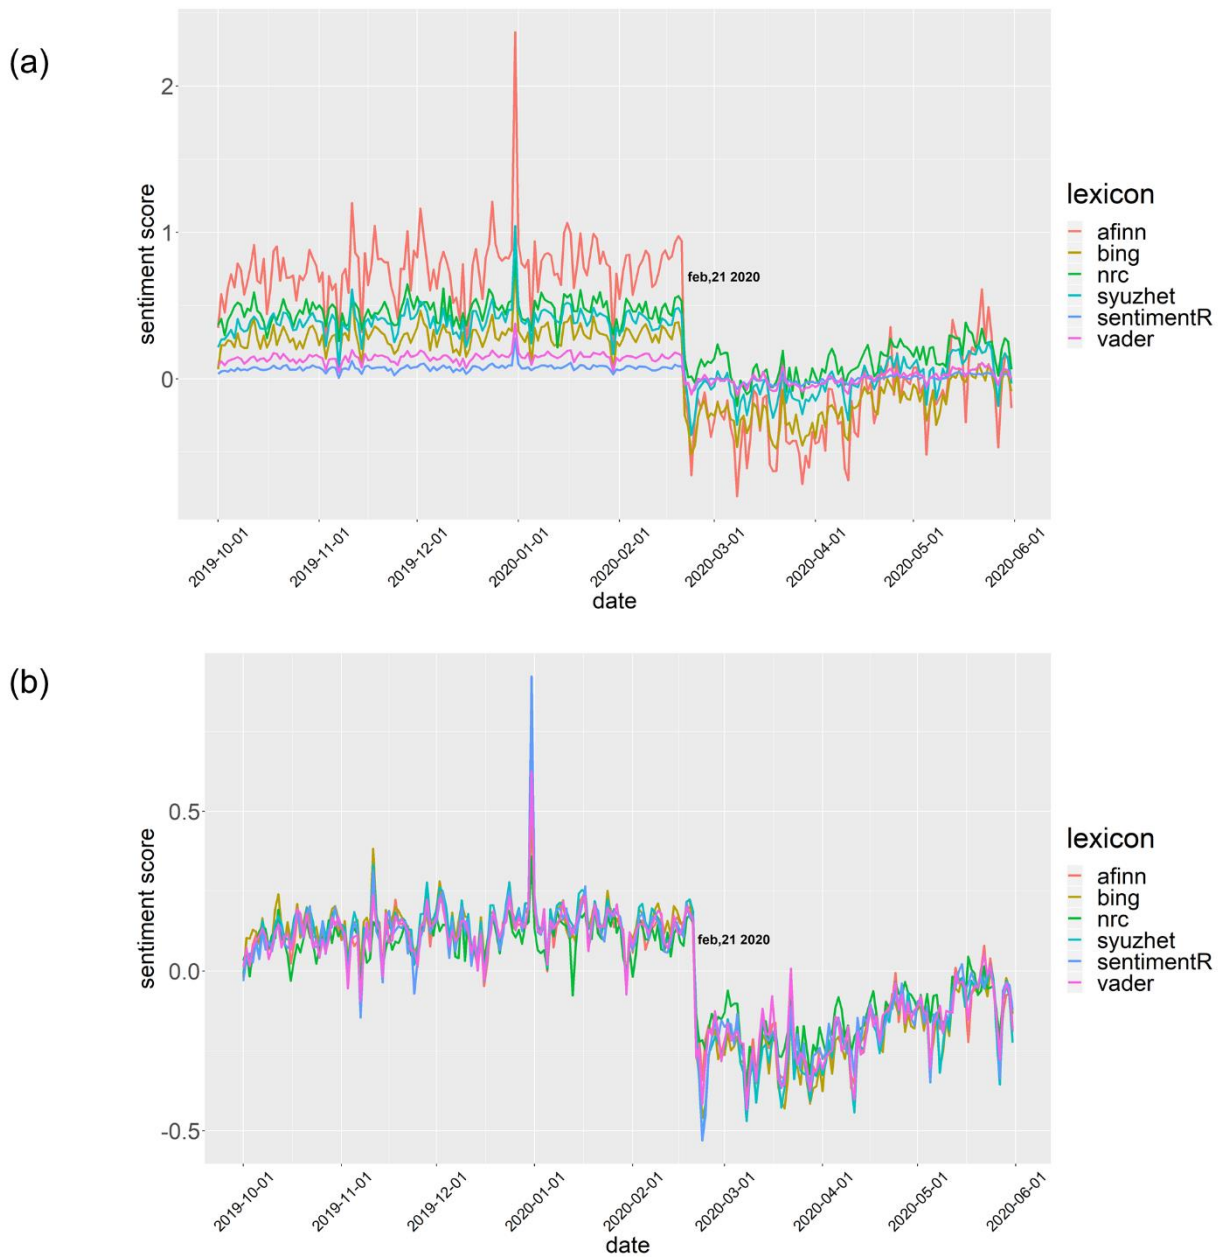 (a)
sentiment score
2
1
0
feb,21 2020
2019-10-01
2019-11-01
2019-12-01
2020-01-01
2020-02-01
2020-03-01
2020-04-01
2020-05-01
2020-06-01
date
lexicon
afinn
bing
nrc
syuzhet
sentimentR
vader
(b)
sentiment score
0.5
0.0
-0.5
feb,21 2020
2019-10-01
2019-11-01
2019-12-01
2020-01-01
2020-02-01
2020-03-01
2020-04-01
2020-05-01
2020-06-01
date
lexicon
afinn
bing
nrc
syuzhet
sentimentR
vader